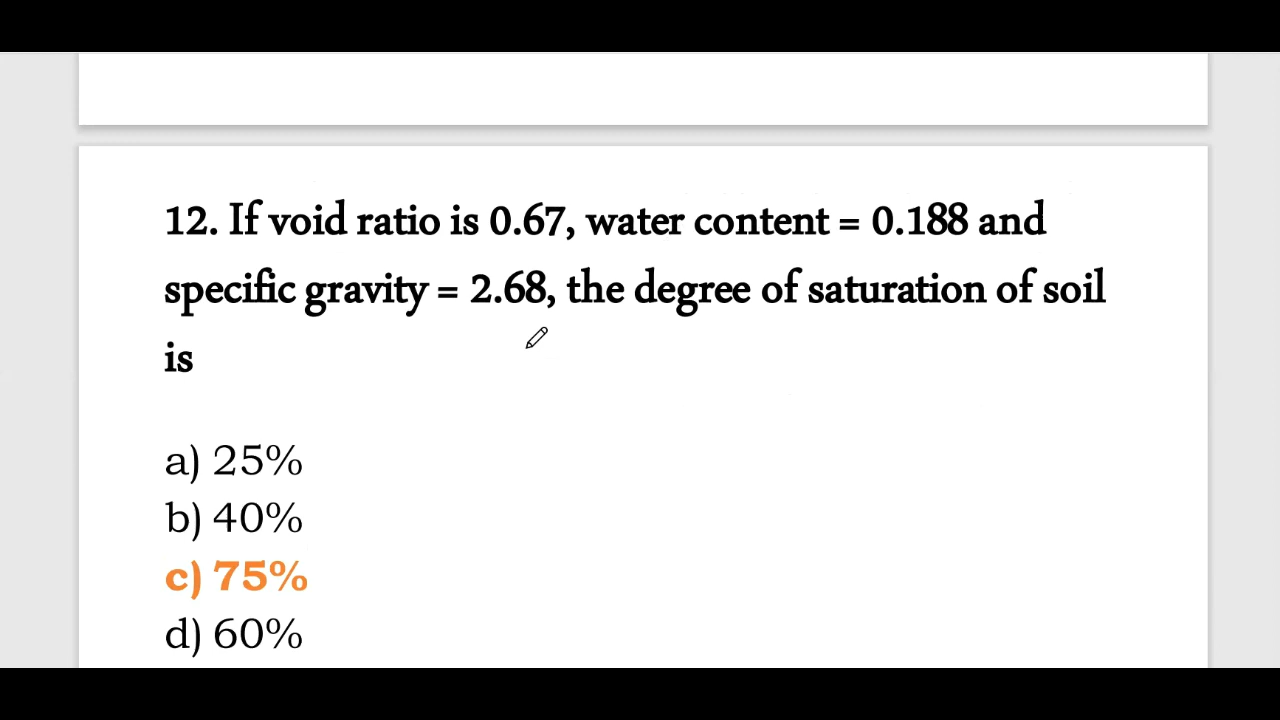 12. If void ratio is 0.67, water content = 0.188 and
specific gravity = 2.68, the degree of saturation of soil
is
a) 25%
b) 40%
c) 75%
d) 60%